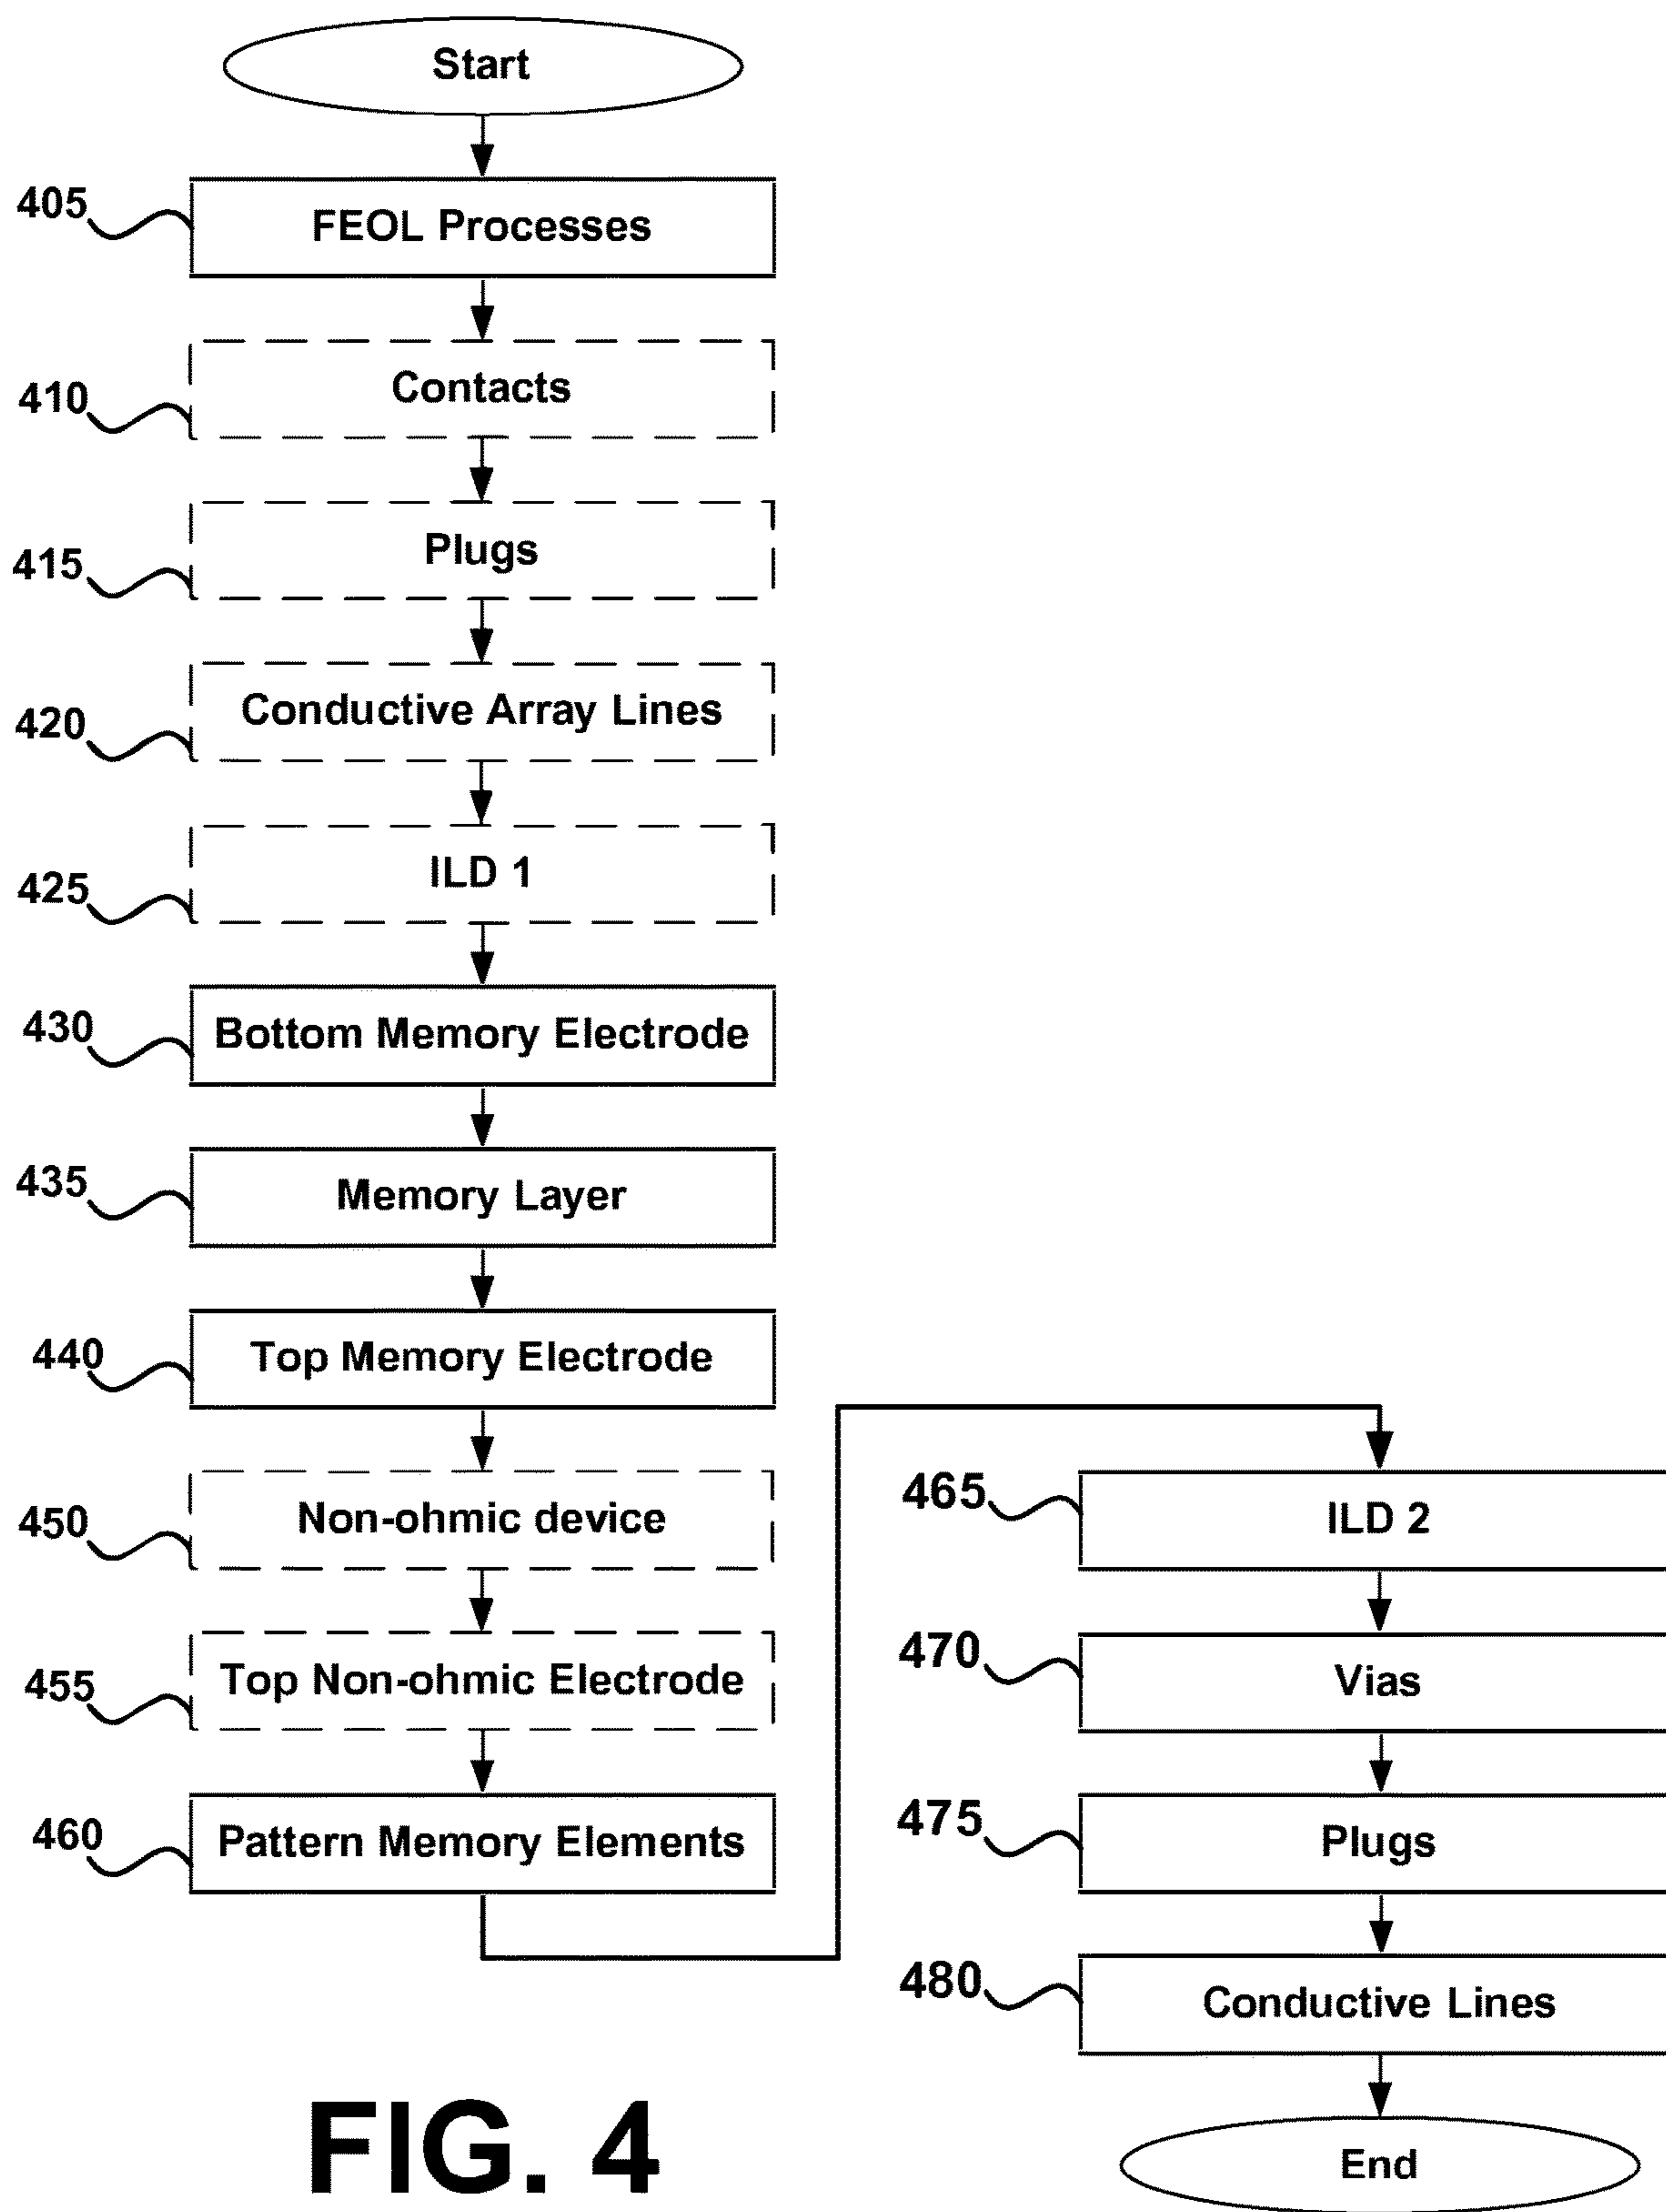 Start
405
FEOL Processes
410
Contacts
415
Plugs
420
Conductive Array Lines
425
ILD 1
430
Bottom Memory Electrode
435
Memory Layer
440
Top Memory Electrode
450
Non-ohmic device
455
Top Non-ohmic Electrode
460
Pattern Memory Elements
465
ILD 2
470
Vias
475
Plugs
480
Conductive Lines
End
FIG. 4